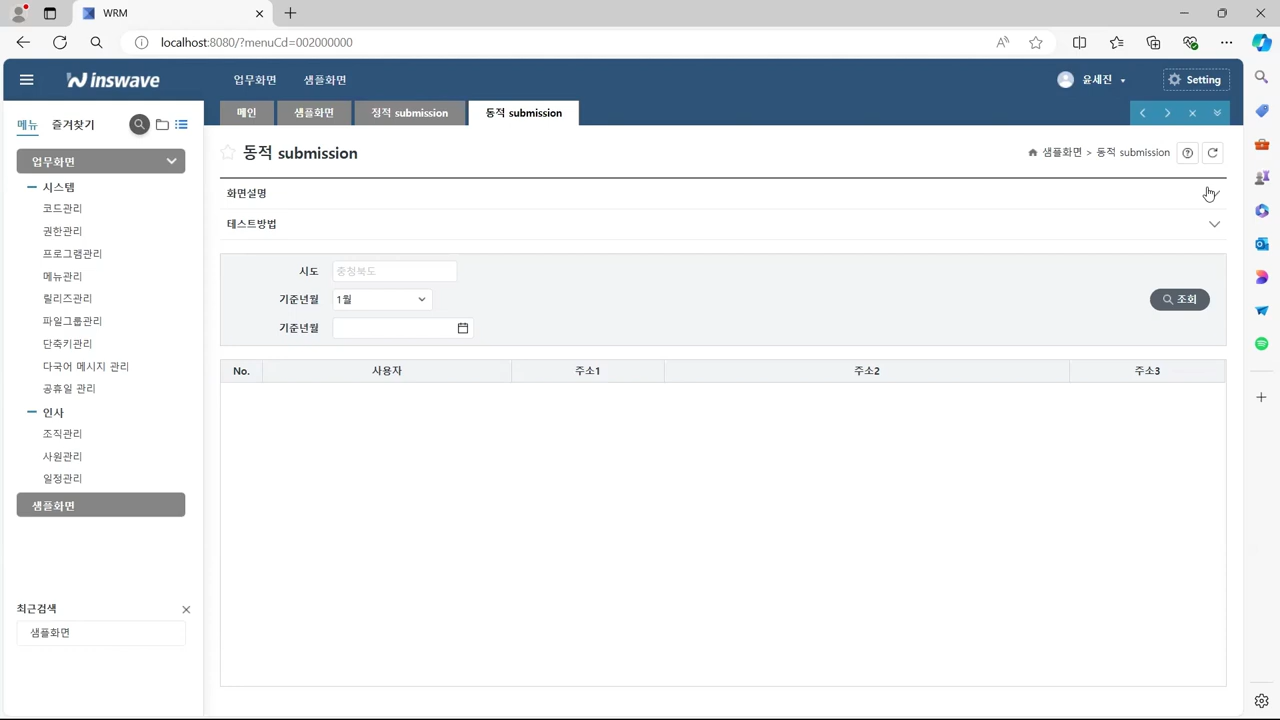 WRM
localhost:8080/?menuCd=002000000
inswave
업무화면
샘플화면
윤세진
Setting
메뉴
즐겨찾기
메인
샘플화면
정적 submission
동적 submission
업무화면
시스템
코드관리
권한관리
프로그램관리
메뉴관리
릴리즈관리
파일그룹관리
단축키관리
다국어 메시지 관리
공휴일 관리
인사
조직관리
사원관리
일정관리
샘플화면
최근검색
샘플화면
동적 submission
샘플화면 > 동적 submission
화면설명
테스트방법
시도
충청북도
기준년월
1월
조회
기준년월
No.
사용자
주소1
주소2
주소3